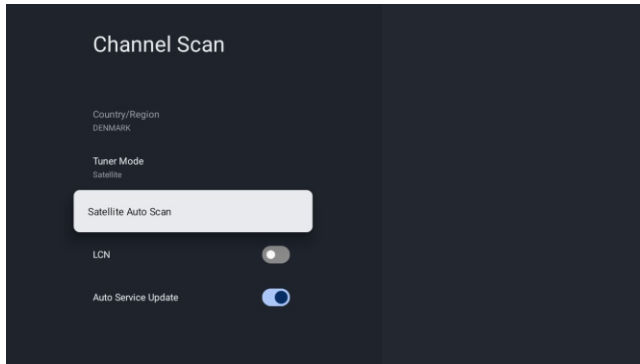 Channel Scan
Country/Region
DENMARK
Tuner Mode
Satellite
Satellite Auto Scan
LCN
Auto Service Update